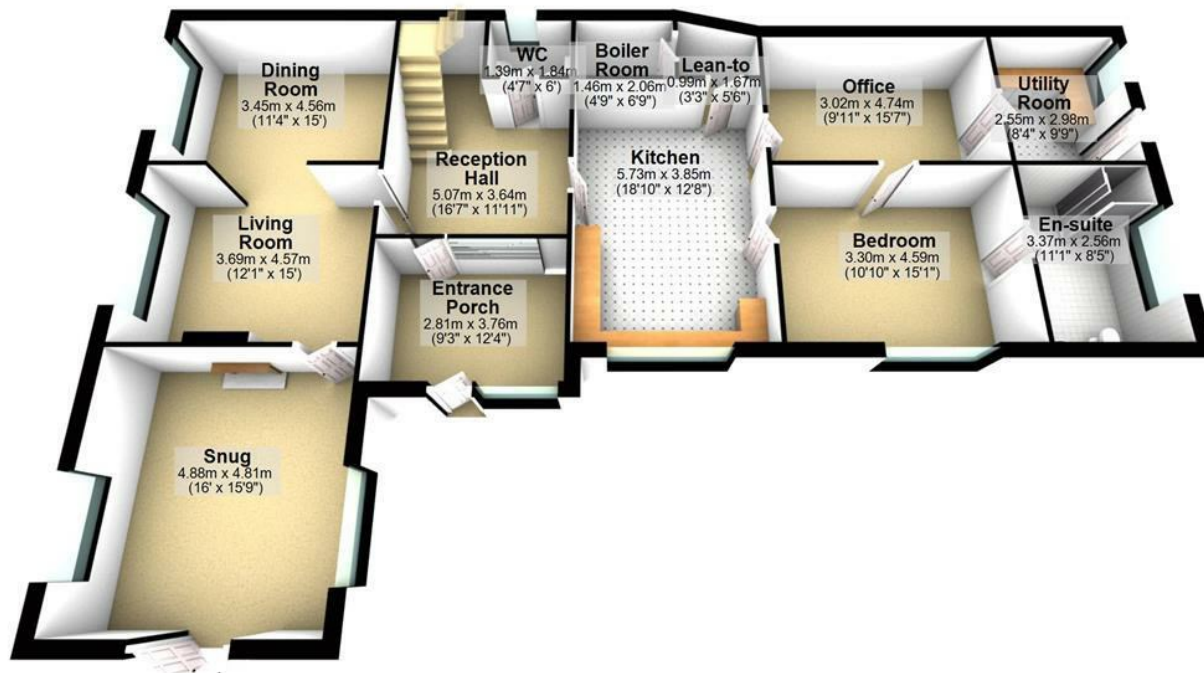 Dining
Room
3.45m x 4.56m
(11'4" x 15')
WC
1.39m x 1.84m
(4'7" x 6')
Boiler
Room
1.46m x 2.06m
(4'9" x 6'9")
Lean-to
0.99m x 1.67m
(3'3" x 5'6")
Office
3.02m x 4.74m
(9'11" x 15'7")
Utility
Room
2.55m x 2.98m
(8'4" x 9'9")
Reception
Hall
5.07m x 3.64m
(16'7" x 11'11")
Kitchen
5.73m x 3.85m
(18'10" x 12'8")
Living
Room
3.69m x 4.57m
(12'1" x 15')
Bedroom
3.30m x 4.59m
(10'10" x 15'1")
En-suite
3.37m x 2.56m
(11'1" x 8'5")
Entrance
Porch
2.81m x 3.76m
(9'3" x 12'4")
Snug
4.88m x 4.81m
(16' x 15'9")